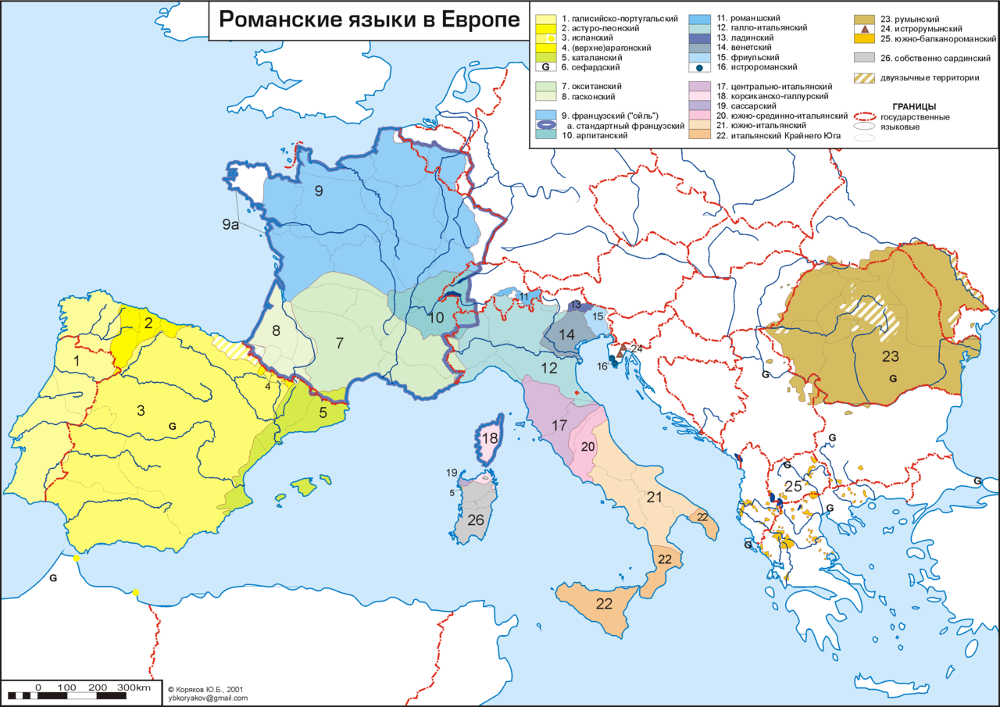 Романские языки в Европе
1. галисийско-португальский
2. астуро-леонский
3. испанский
4. (верхне)арагонский
5. каталанский
G 6. сефардский
7. окситанский
8. гасконский
9. французский ("ойль")
а. стандартный французский
10. арпитанский
11. романшский
12. галло-итальянский
13. ладинский
14. венетский
15. фриульский
16. истророманский
17. центрально-итальянский
18. корсиканско-галлурский
19. сассарский
20. южно-срединно-итальянский
21. южно-итальянский
22. итальянский Крайнего Юга
23. румынский
24. истрорумынский
25. южно-балканороманский
26. собственно сардинский
двуязычные территории
ГРАНИЦЫ
государственные
языковые
9
9a
11
13
15
10
2
8
7
14
24
1
12
16
23
4
G
G
3
5
G
17
18
20
G
G
19
5
25
G
21
G
26
22
G
22
G
22
0 100 200 300km
© Коряков Ю.Б., 2001
ybkoryakov@gmail.com